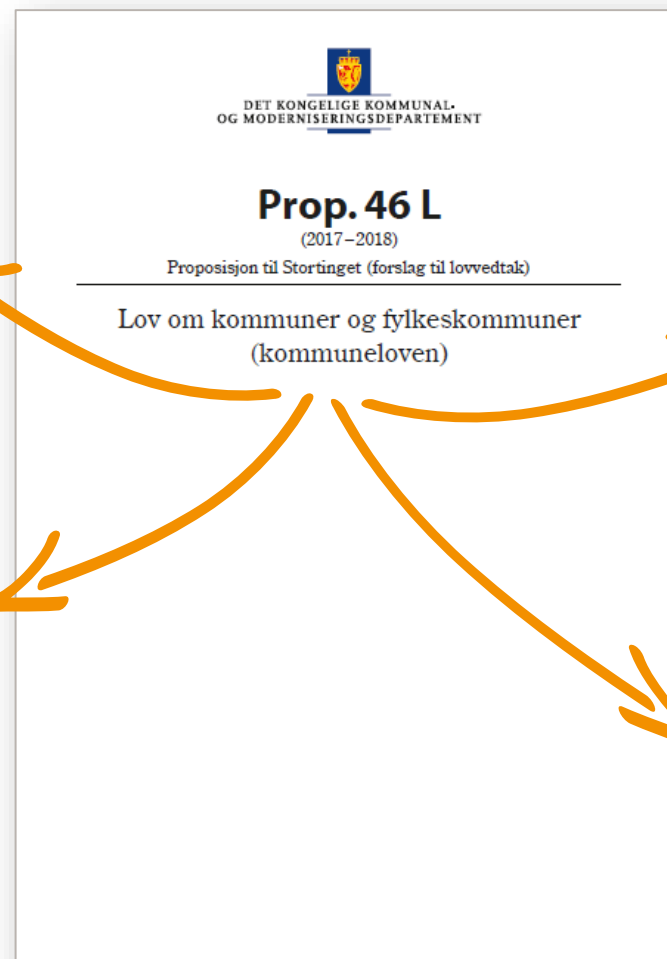 DET KONGELIGE KOMMUNAL-
OG MODERNISERINGSDEPARTEMENT
Prop. 46 L
(2017–2018)
Proposisjon til Stortinget (forslag til lovvedtak)
Lov om kommuner og fylkeskommuner
(kommuneloven)